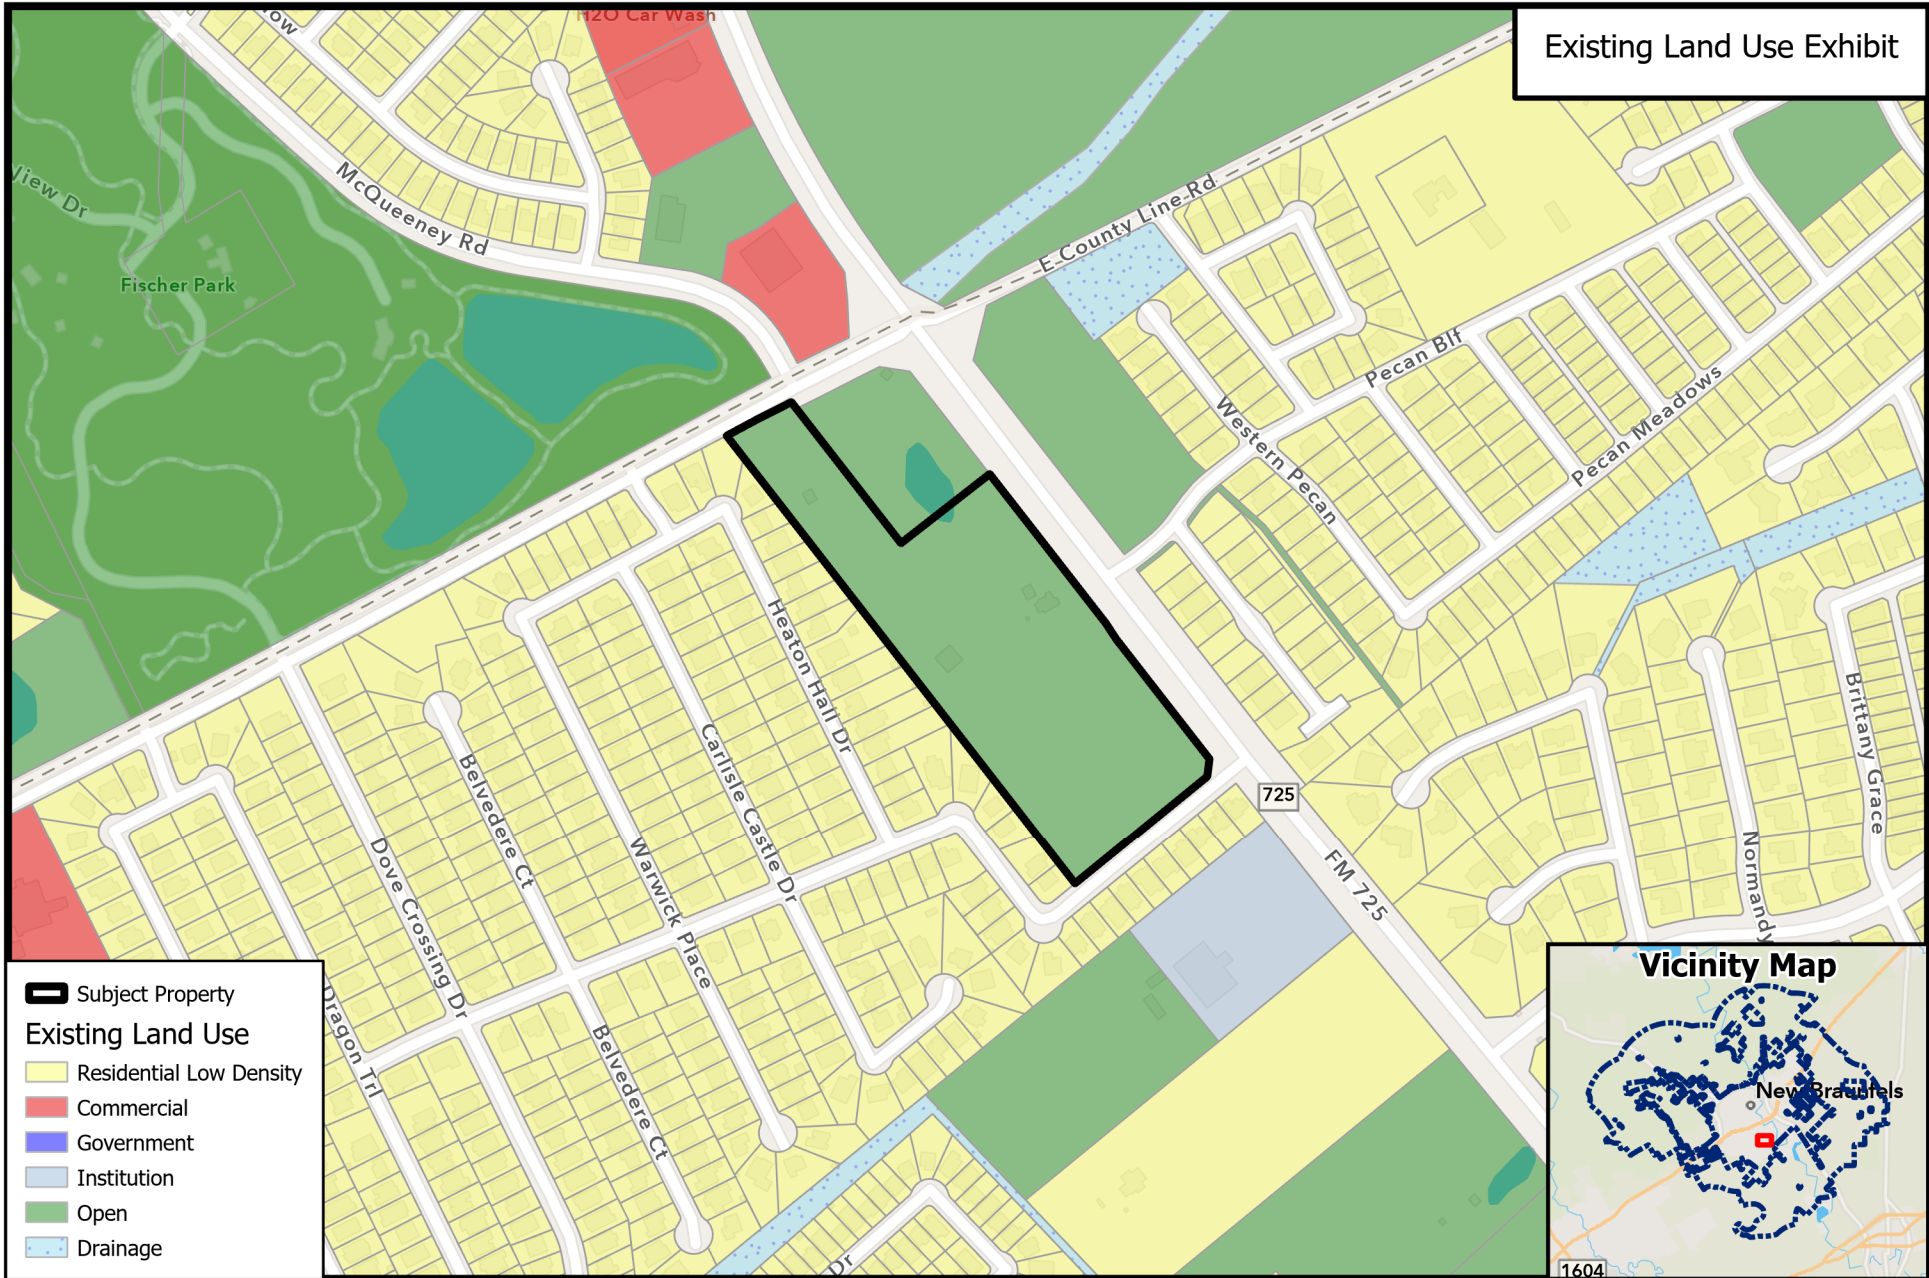 H2O Car Wash
Existing Land Use Exhibit
low
View Dr
McQueeney Rd
E County Line Rd
Fischer Park
Pecan Blf
Western Pecan
Pecan Meadows
Heaton Hall Dr
Brittany Grace
Belvedere Ct
Carlisle Castle Dr
725
Dove Crossing Dr
Warwick Place
FM 725
Normandy
Dragon Trl
Belvedere Ct
Dr
Subject Property
Existing Land Use
Residential Low Density
Commercial
Government
Institution
Open
Drainage
Vicinity Map
New Braunfels
1604